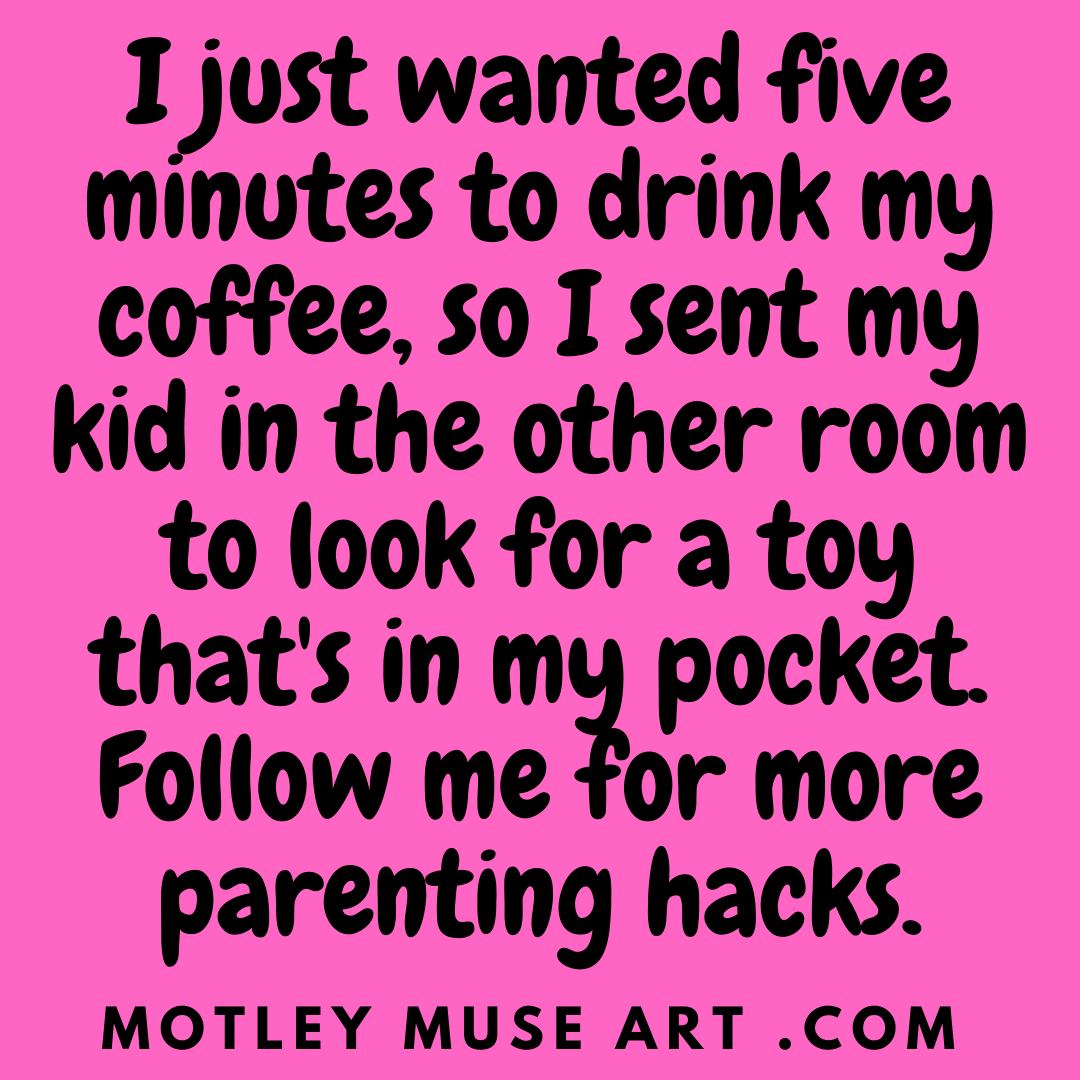 I just wanted five
minutes to drink my
coffee, so I sent my
kid in the other room
to look for a toy
that's in my pocket.
Follow me for more
parenting hacks.
MOTLEY MUSE ART .COM